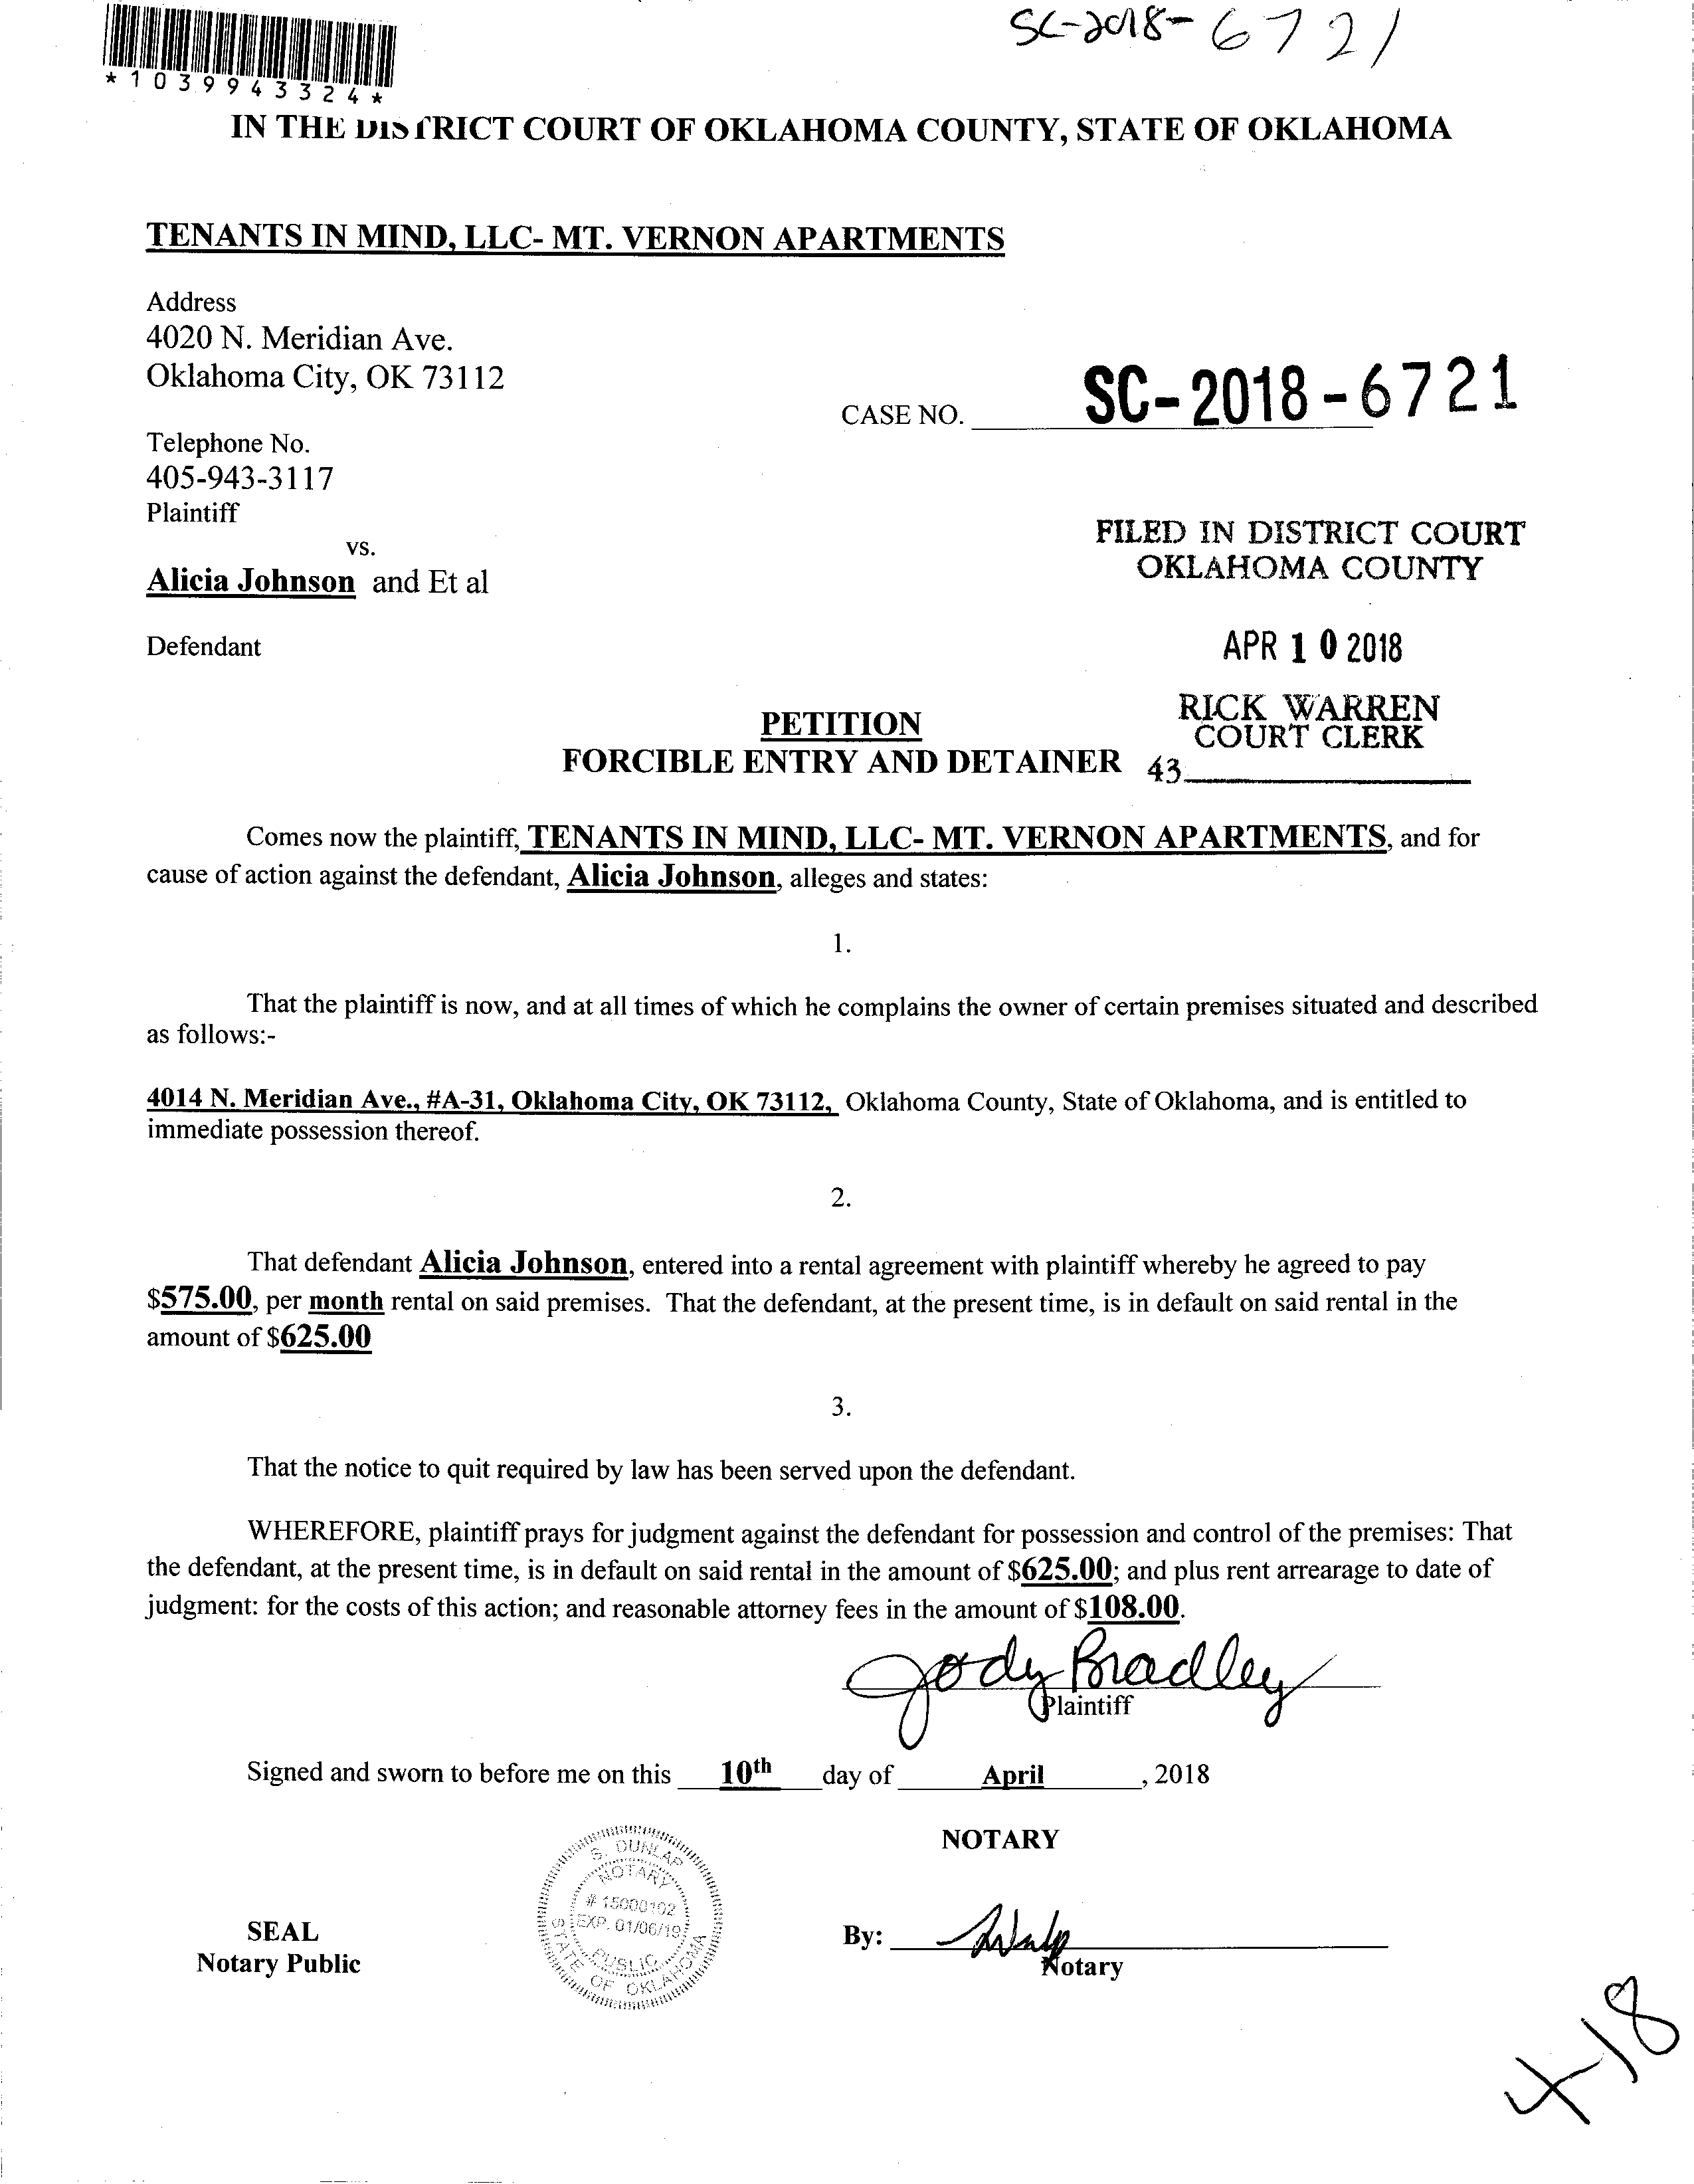 SC-2018-6721
*1039943324*
IN THE DISTRICT COURT OF OKLAHOMA COUNTY, STATE OF OKLAHOMA
TENANTS IN MIND, LLC- MT. VERNON APARTMENTS
Address
4020 N. Meridian Ave.
Oklahoma City, OK 73112
CASE NO. SC-2018-6721
Telephone No.
405-943-3117
Plaintiff
vs.
Alicia Johnson and Et al
Defendant
FILED IN DISTRICT COURT
OKLAHOMA COUNTY
APR 10 2018
RICK WARREN
COURT CLERK
43
PETITION
FORCIBLE ENTRY AND DETAINER
Comes now the plaintiff, TENANTS IN MIND, LLC- MT. VERNON APARTMENTS, and for
cause of action against the defendant, Alicia Johnson, alleges and states:
1.
That the plaintiff is now, and at all times of which he complains the owner of certain premises situated and described
as follows:-
4014 N. Meridian Ave., #A-31, Oklahoma City, OK 73112, Oklahoma County, State of Oklahoma, and is entitled to
immediate possession thereof.
2.
That defendant Alicia Johnson, entered into a rental agreement with plaintiff whereby he agreed to pay
$575.00, per month rental on said premises. That the defendant, at the present time, is in default on said rental in the
amount of $625.00
3.
That the notice to quit required by law has been served upon the defendant.
WHEREFORE, plaintiff prays for judgment against the defendant for possession and control of the premises: That
the defendant, at the present time, is in default on said rental in the amount of $625.00; and plus rent arrearage to date of
judgment: for the costs of this action; and reasonable attorney fees in the amount of $108.00.
Jody Bradley
Plaintiff
Signed and sworn to before me on this 10th day of April, 2018
NOTARY
S. DUNLAP
NOTARY
# 15000102
EXP. 01/06/19
PUBLIC
STATE OF OKLAHOMA
SEAL
Notary Public
By:
Notary
4-18